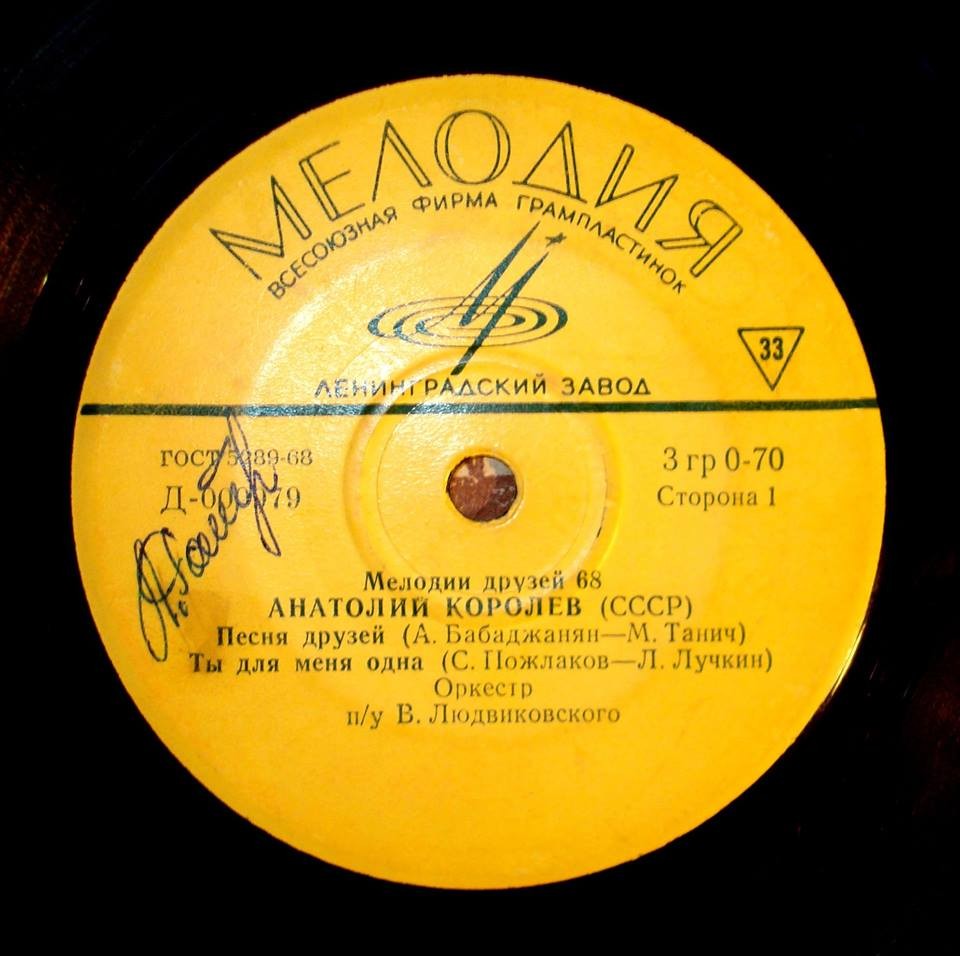 МЕЛОДИЯ
ВСЕСОЮЗНАЯ ФИРМА ГРАМПЛАСТИНОК
33
ЛЕНИНГРАДСКИЙ ЗАВОД
ГОСТ 5289-68
3 гр 0-70
Сторона 1
Мелодии друзей 68
АНАТОЛИЙ КОРОЛЕВ (СССР)
Песня друзей (А. Бабаджанян—М. Танич)
Ты для меня одна (С. Пожлаков—Л. Лучкин)
Оркестр
п/у В. Людвиковского